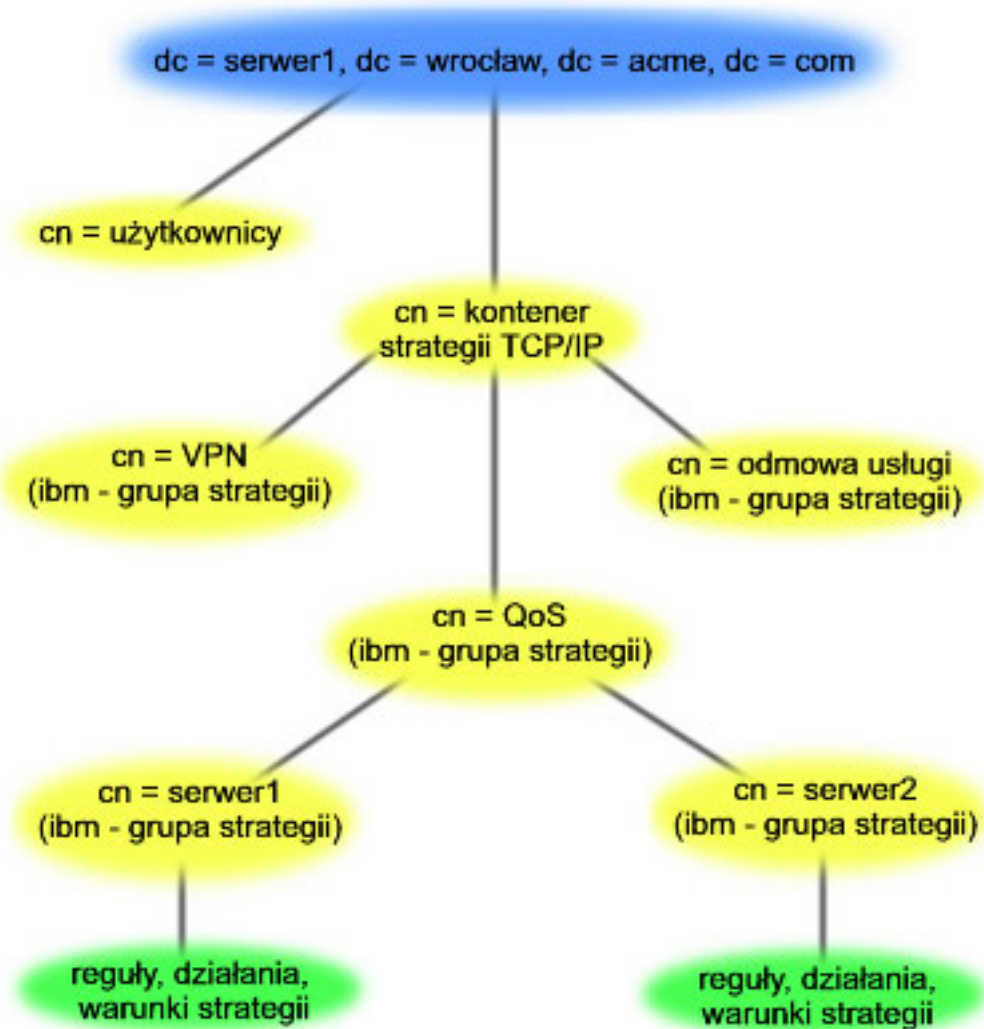 dc = serwer1, dc = wrocław, dc = acme, dc = com
cn = użytkownicy
cn = kontener
strategii TCP/IP
cn = VPN
(ibm - grupa strategii)
cn = odmowa usługi
(ibm - grupa strategii)
cn = QoS
(ibm - grupa strategii)
cn = serwer1
(ibm - grupa strategii)
cn = serwer2
(ibm - grupa strategii)
reguły, działania,
warunki strategii
reguły, działania,
warunki strategii